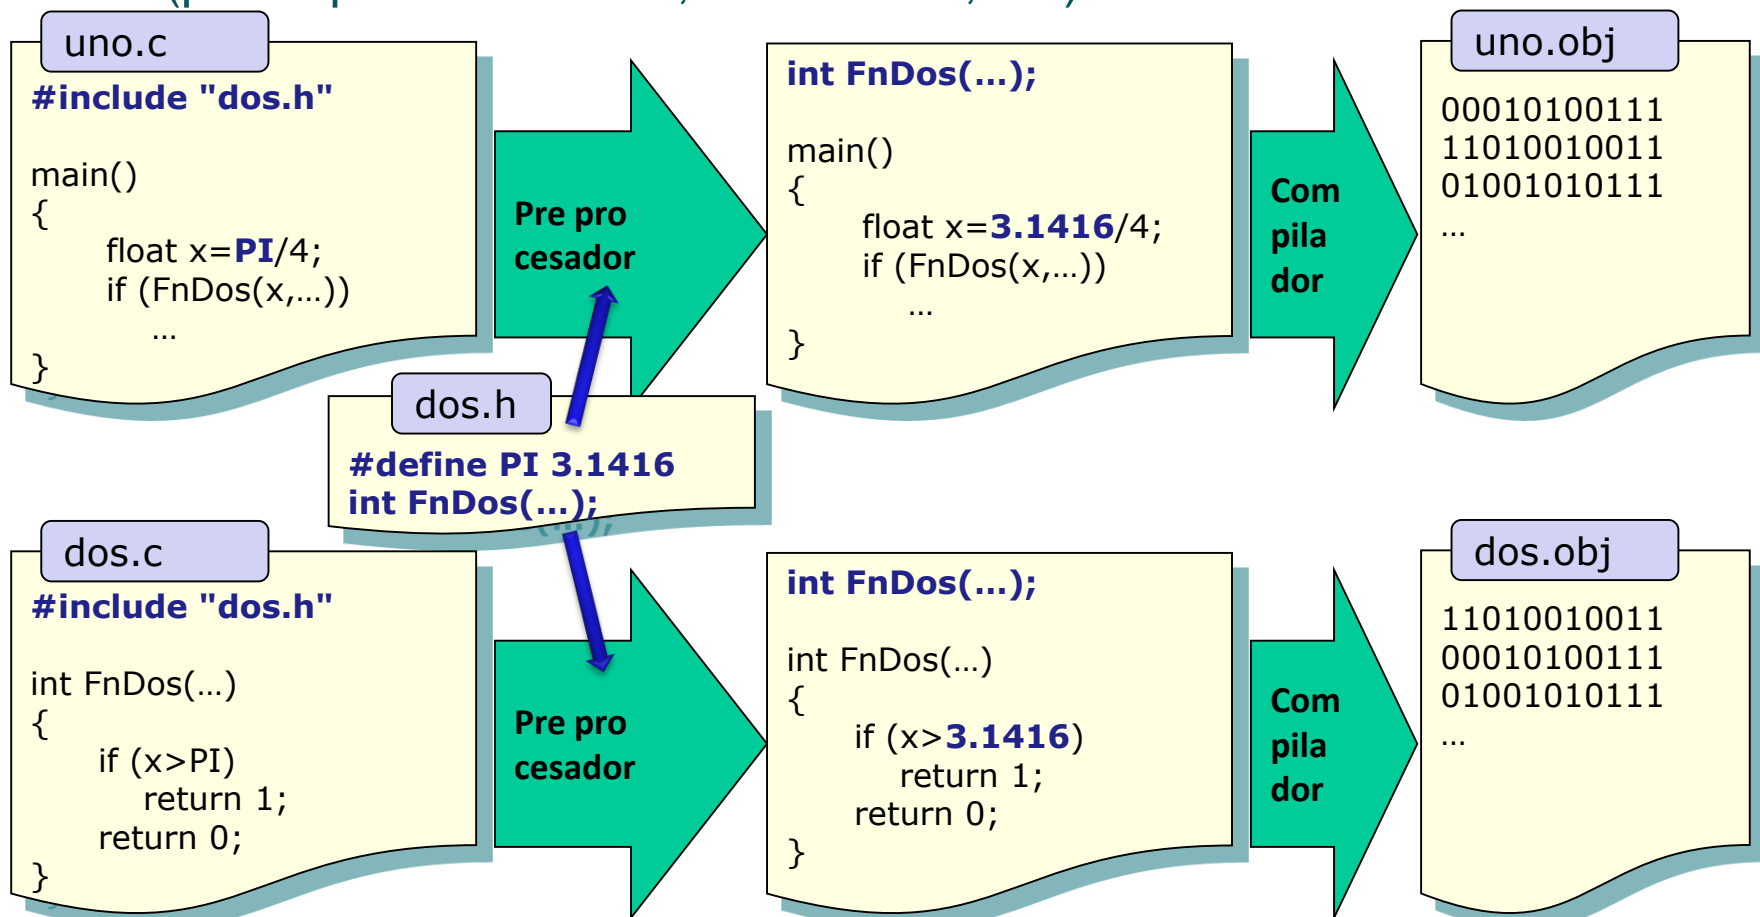 uno.c
#include "dos.h"
main()
{
float x=PI/4;
if (FnDos(x,...))
...
}
Pre pro
cesador
int FnDos(...);
main()
{
float x=3.1416/4;
if (FnDos(x,...))
...
}
Com
pila
dor
uno.obj
00010100111
11010010011
01001010111
...
dos.h
#define PI 3.1416
int FnDos(...);
dos.c
#include "dos.h"
int FnDos(...)
{
if (x>PI)
return 1;
return 0;
}
Pre pro
cesador
int FnDos(...);
int FnDos(...)
{
if (x>3.1416)
return 1;
return 0;
}
Com
pila
dor
dos.obj
11010010011
00010100111
01001010111
...